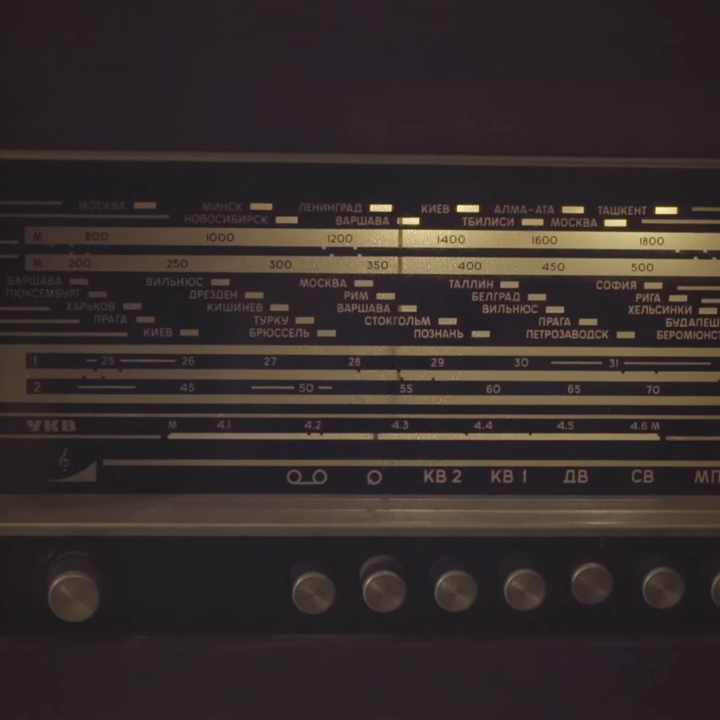 МОСКВА МИНСК ЛЕНИНГРАД КИЕВ АЛМА-АТА ТАШКЕНТ
НОВОСИБИРСК ВАРШАВА ТБИЛИСИ МОСКВА
М 800 1000 1200 1400 1600 1800
М 200 250 300 350 400 450 500
ВАРШАВА ВИЛЬНЮС МОСКВА ТАЛЛИН СОФИЯ
ЛЮКСЕМБУРГ ДРЕЗДЕН РИМ БЕЛГРАД РИГА
ХАРЬКОВ КИШИНЕВ ВАРШАВА ВИЛЬНЮС ХЕЛЬСИНКИ
ПРАГА ТУРКУ СТОКГОЛЬМ ПРАГА БУДАПЕШ
КИЕВ БРЮССЕЛЬ ПОЗНАНЬ ПЕТРОЗАВОДСК БЕРОМЮНС
1 25 26 27 28 29 30 31
2 45 50 55 60 65 70
УКВ М 4.1 4.2 4.3 4.4 4.5 4.6 М
КВ 2 КВ 1 ДВ СВ МП